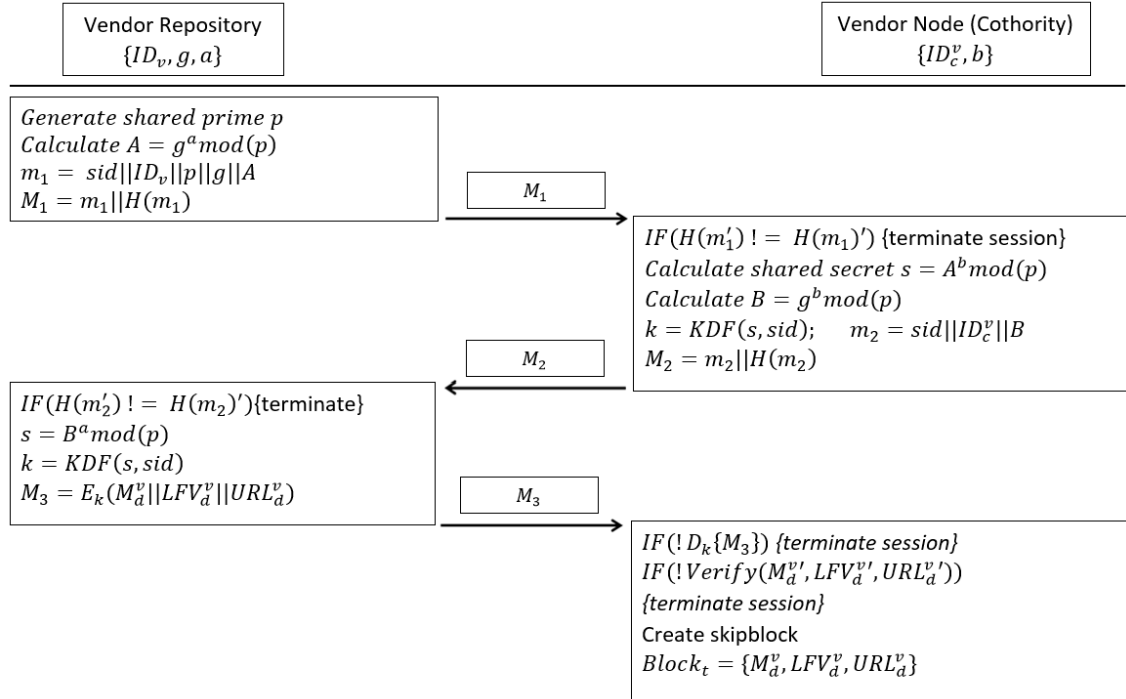 Vendor Repository
{ID_v, g, a}
Vendor Node (Cothority)
{ID_c^v, b}
Generate shared prime p
Calculate A = g^a mod(p)
m_1 = sid||ID_v||p||g||A
M_1 = m_1||H(m_1)
M_1
IF(H(m_1′) ! = H(m_1)′) {terminate session}
Calculate shared secret s = A^b mod(p)
Calculate B = g^b mod(p)
k = KDF(s, sid); m_2 = sid||ID_c^v||B
M_2 = m_2||H(m_2)
M_2
IF(H(m_2′) ! = H(m_2)′){terminate}
s = B^a mod(p)
k = KDF(s, sid)
M_3 = E_k(M_d^v||LFV_d^v||URL_d^v)
M_3
IF(! D_k{M_3}) {terminate session}
IF(! Verify(M_d^v′, LFV_d^v′, URL_d^v′))
{terminate session}
Create skipblock
Block_t = {M_d^v, LFV_d^v, URL_d^v}